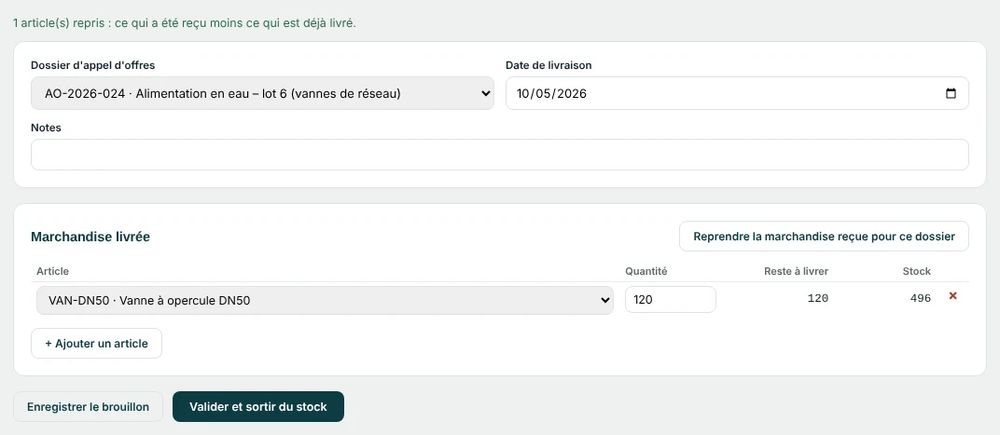 1 article(s) repris : ce qui a été reçu moins ce qui est déjà livré.
Dossier d'appel d'offres
Date de livraison
AO-2026-024 · Alimentation en eau – lot 6 (vannes de réseau)
10/05/2026
Notes
Marchandise livrée
Reprendre la marchandise reçue pour ce dossier
Article Quantité Reste à livrer Stock
VAN-DN50 · Vanne à opercule DN50 120 120 496 ×
+ Ajouter un article
Enregistrer le brouillon
Valider et sortir du stock